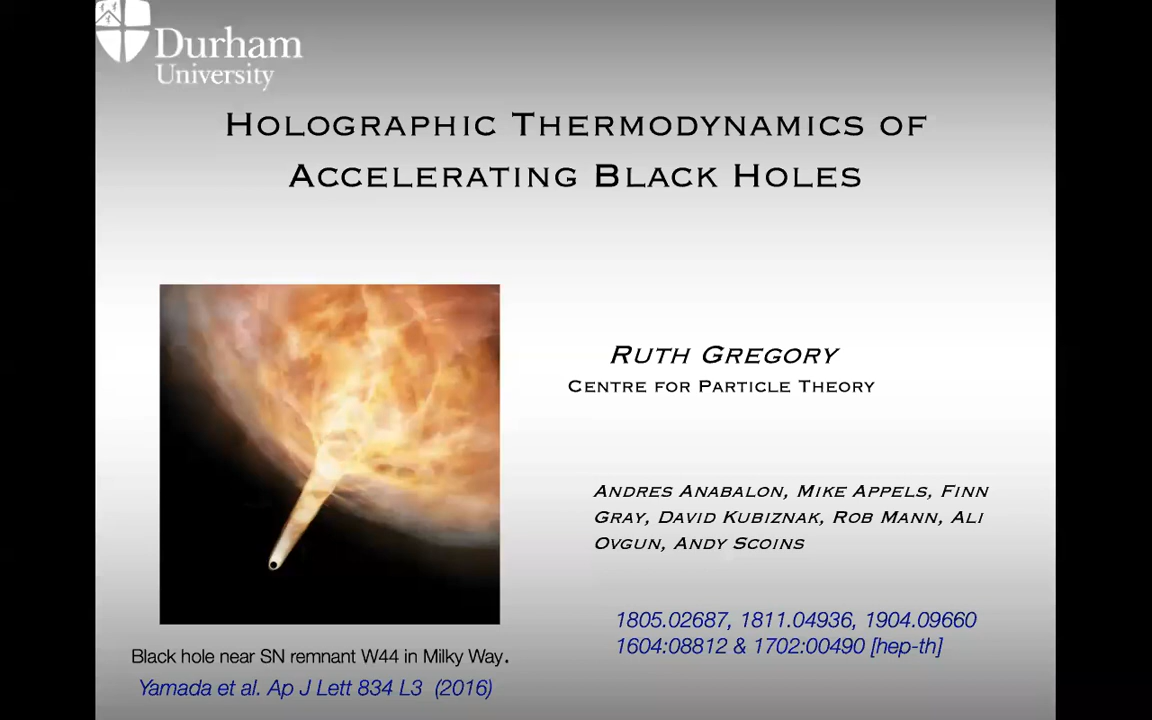 Durham
University
Holographic Thermodynamics of
Accelerating Black Holes
Ruth Gregory
Centre for Particle Theory
Andres Anabalon, Mike Appels, Finn
Gray, David Kubiznak, Rob Mann, Ali
Ovgun, Andy Scoins
1805.02687, 1811.04936, 1904.09660
1604:08812 & 1702:00490 [hep-th]
Black hole near SN remnant W44 in Milky Way.
Yamada et al. Ap J Lett 834 L3 (2016)